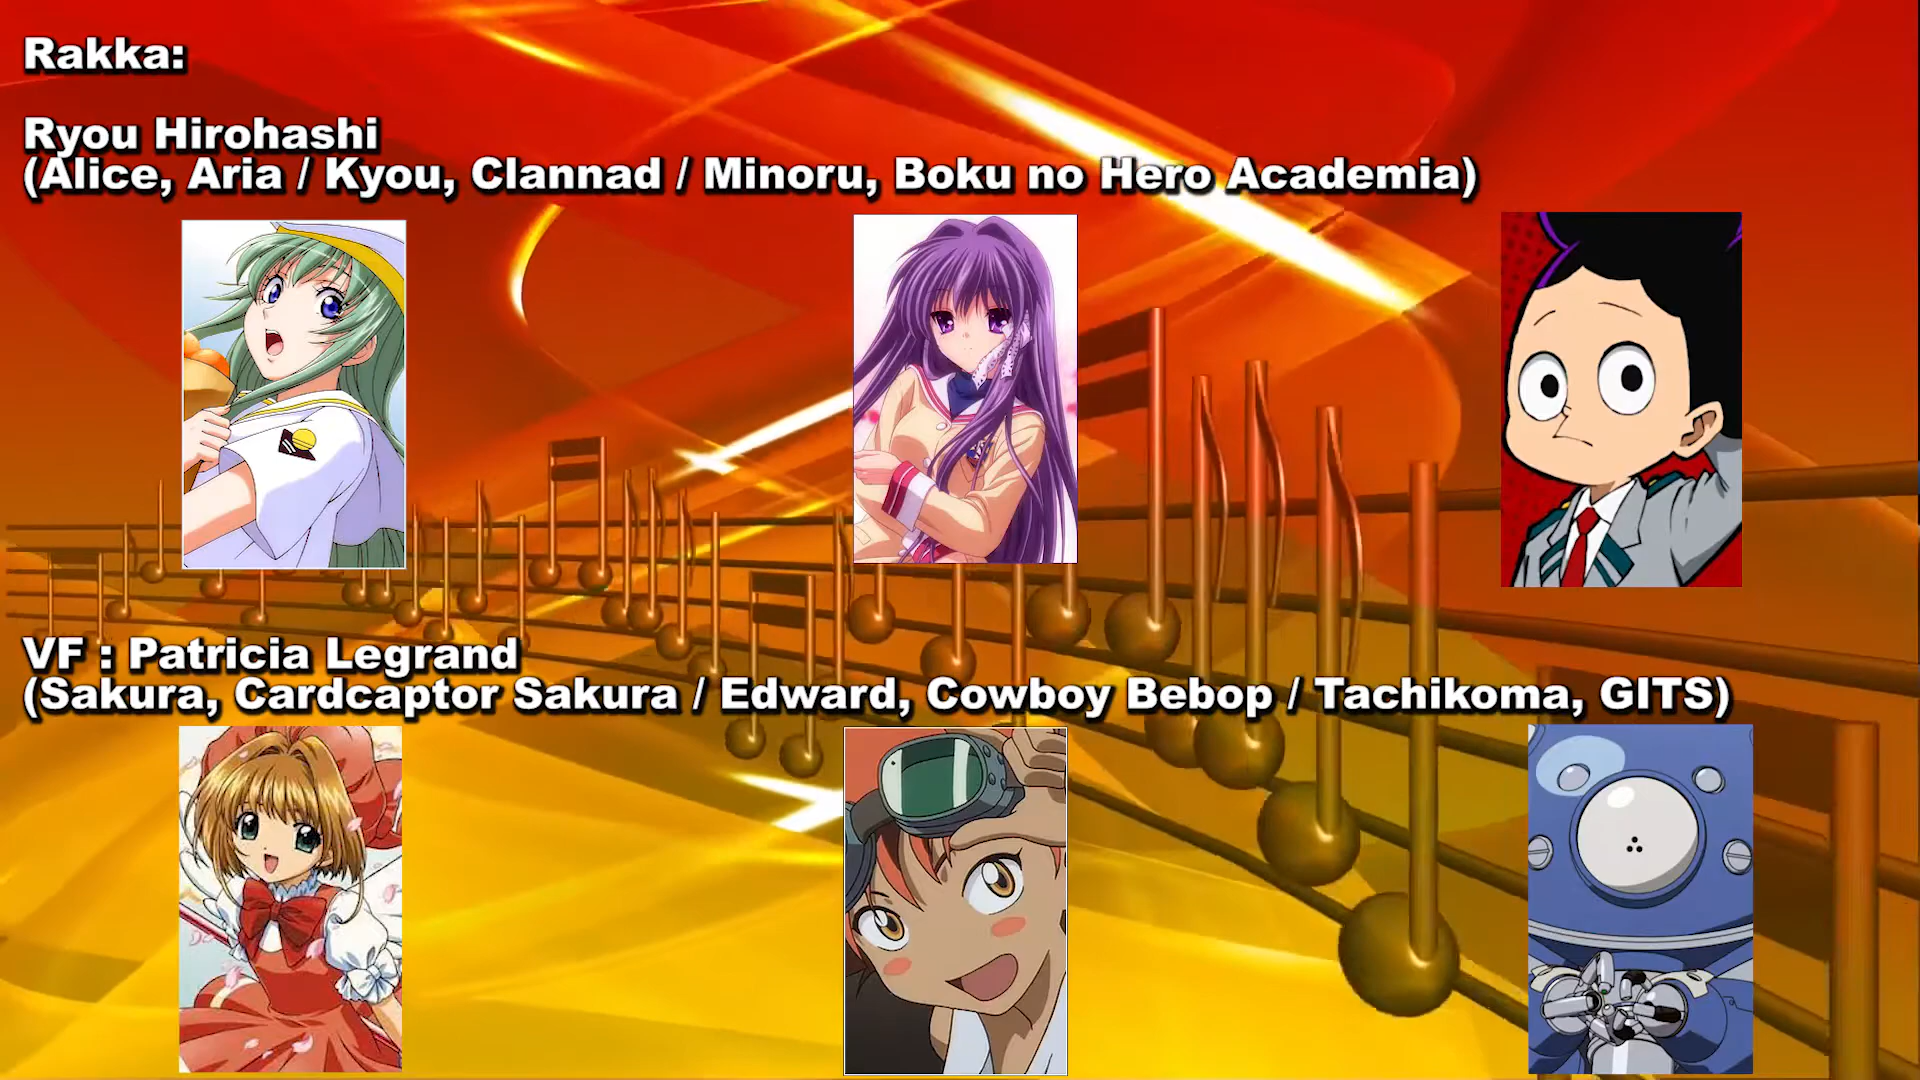 Rakka:
Ryou Hirohashi
(Alice, Aria / Kyou, Clannad / Minoru, Boku no Hero Academia)
VF : Patricia Legrand
(Sakura, Cardcaptor Sakura / Edward, Cowboy Bebop / Tachikoma, GITS)